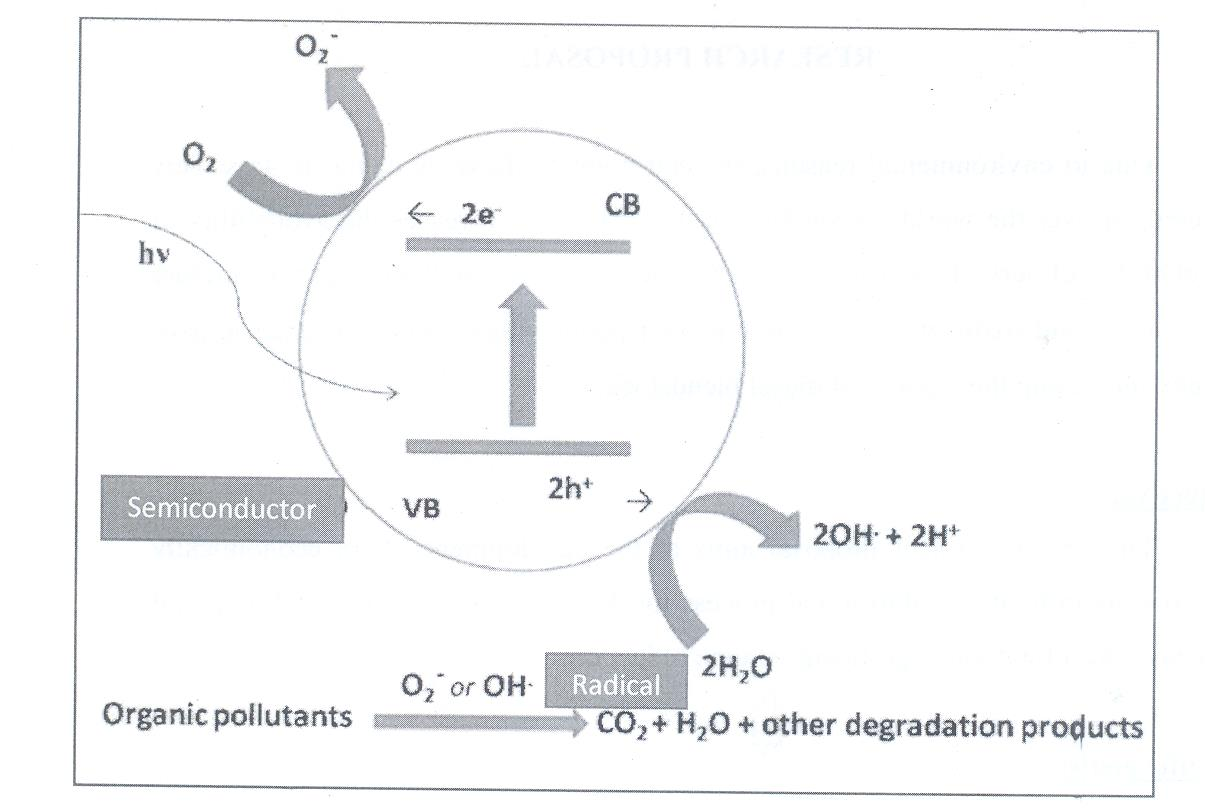 O₂⁻
O₂
← 2e⁻ CB
hν
Semiconductor
VB 2h⁺ →
2OH· + 2H⁺
2H₂O
O₂⁻ or OH· Radical
Organic pollutants CO₂ + H₂O + other degradation products